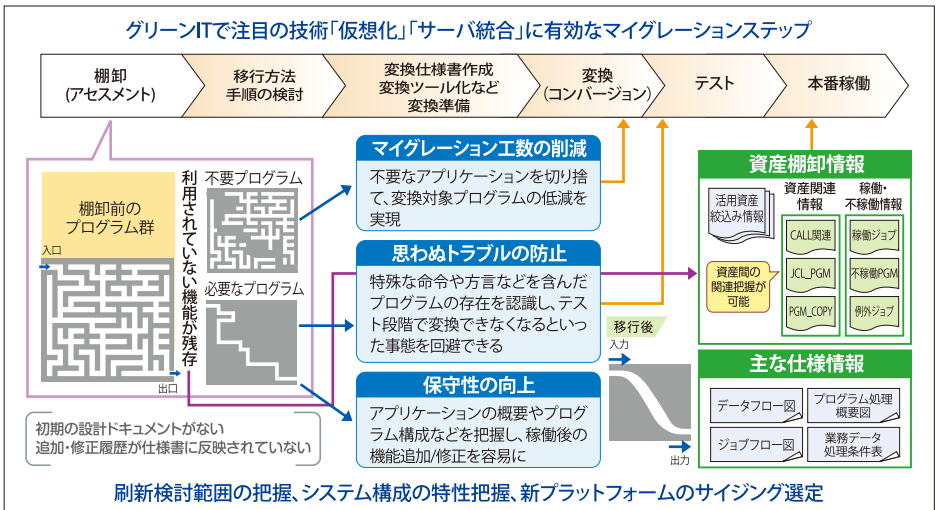 グリーンITで注目の技術「仮想化」「サーバ統合」に有効なマイグレーションステップ
棚卸
(アセスメント)
移行方法
手順の検討
変換仕様書作成
変換ツール化など
変換準備
変換
(コンバージョン)
テスト
本番稼働
棚卸前の
プログラム群
入口
出口
利用されていない機能が残存
不要プログラム
必要なプログラム
初期の設計ドキュメントがない
追加・修正履歴が仕様書に反映されていない
マイグレーション工数の削減
不要なアプリケーションを切り捨
て、変換対象プログラムの低減を
実現
思わぬトラブルの防止
特殊な命令や方言などを含んだ
プログラムの存在を認識し、テスト
段階で変換できなくなるといっ
た事態を回避できる
保守性の向上
アプリケーションの概要やプログ
ラム構成などを把握し、稼働後の
機能追加/修正を容易に
移行後
入力
出力
資産棚卸情報
活用資産
絞込み情報
資産関連
情報
稼働・
不稼働情報
CALL関連
JCL_PGM
PGM_COPY
稼働ジョブ
不稼働PGM
例外ジョブ
資産間の
関連把握が
可能
主な仕様情報
データフロー図
プログラム処理
概要図
ジョブフロー図
業務データ
処理条件表
刷新検討範囲の把握、システム構成の特性把握、新プラットフォームのサイジング選定